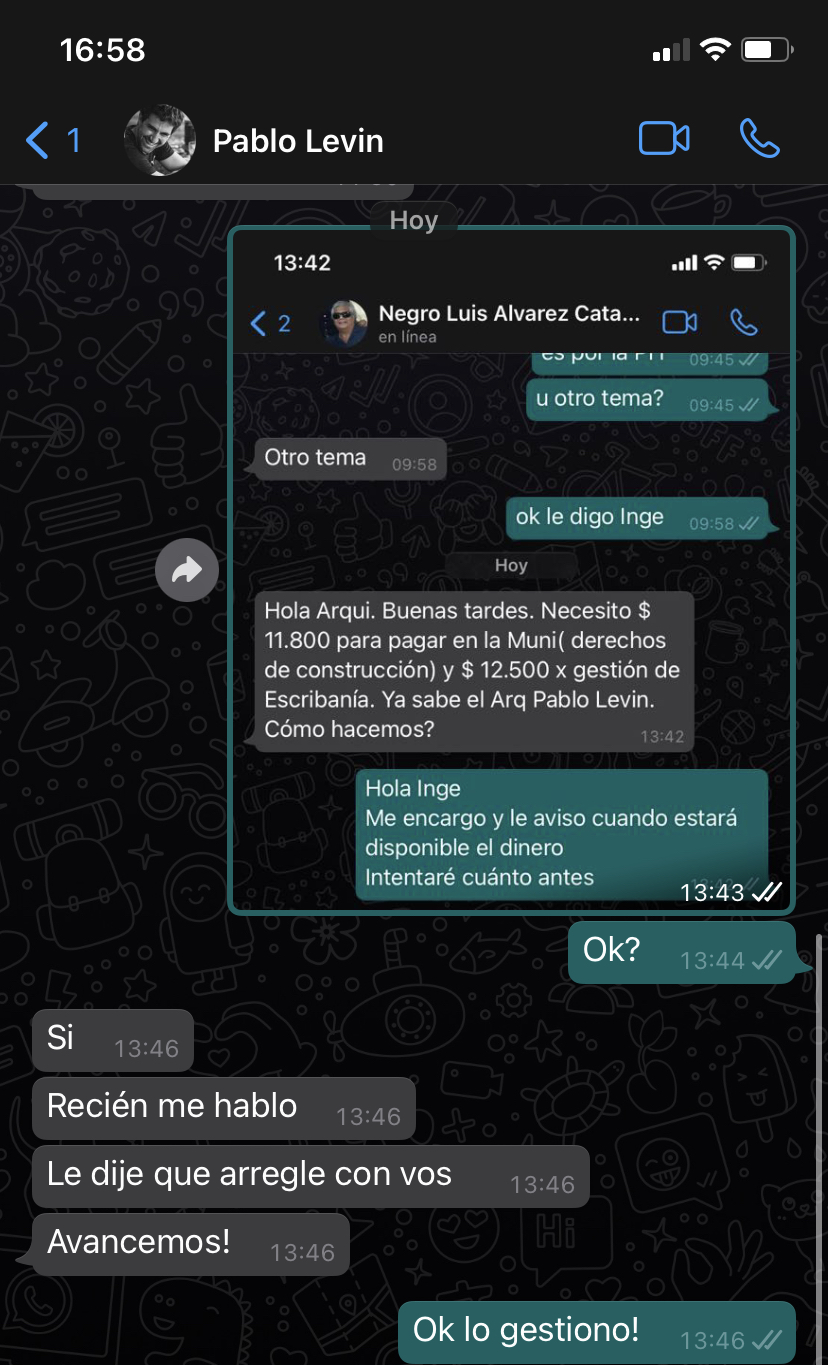 16:58
1
Pablo Levin
Hoy
13:42
2
Negro Luis Alvarez Cata...
en línea
es por la PH 09:45
u otro tema? 09:45
Otro tema 09:58
ok le digo Inge 09:58
Hoy
Hola Arqui. Buenas tardes. Necesito $
11.800 para pagar en la Muni( derechos
de construcción) y $ 12.500 x gestión de
Escribanía. Ya sabe el Arq Pablo Levin.
Cómo hacemos? 13:42
Hola Inge
Me encargo y le aviso cuando estará
disponible el dinero
Intentaré cuánto antes
13:43
Ok? 13:44
Si 13:46
Recién me hablo 13:46
Le dije que arregle con vos 13:46
Avancemos! 13:46
Hi
Ok lo gestiono! 13:46